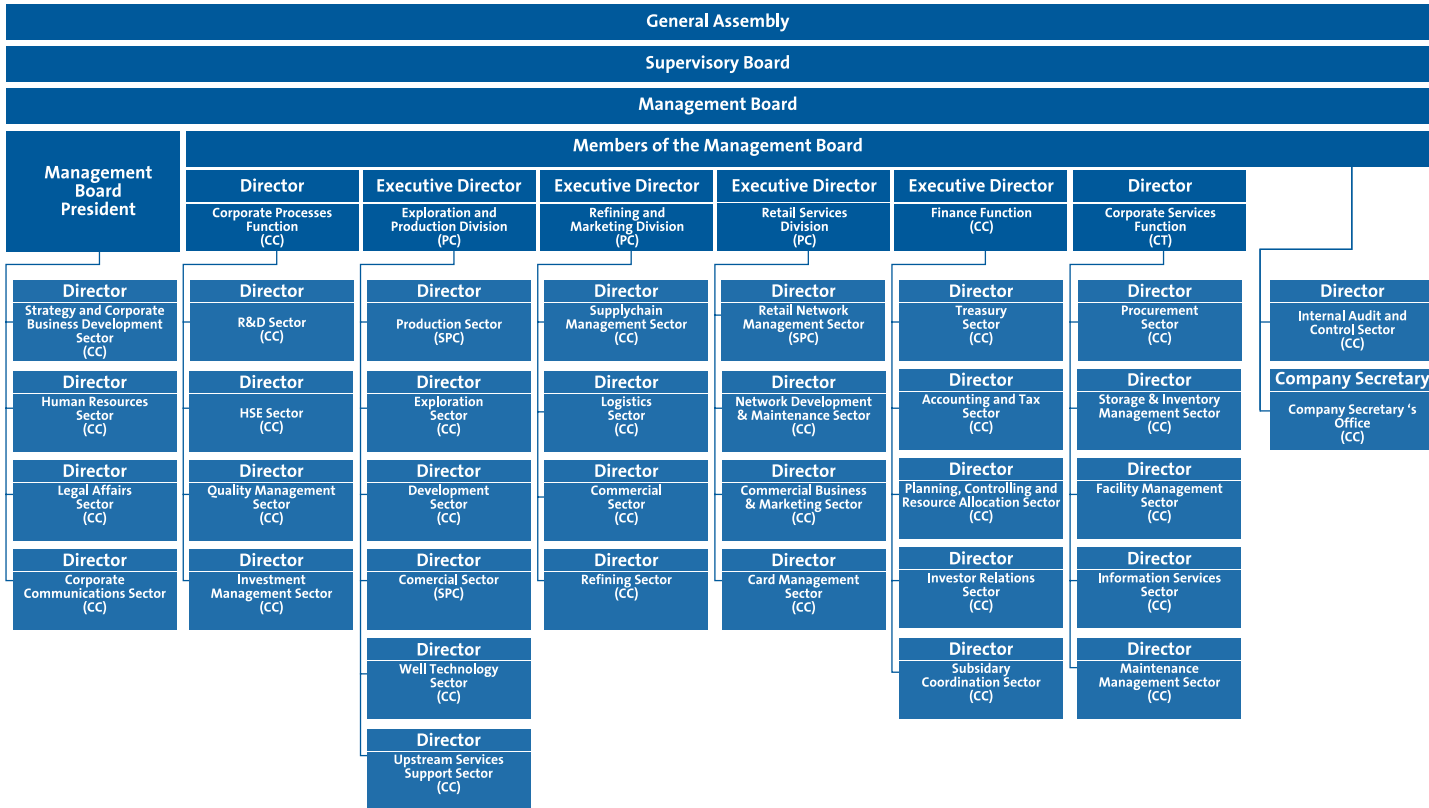 General Assembly
Supervisory Board
Management Board
Management
Board
President
Members of the Management Board
Director
Corporate Processes
Function
(CC)
Executive Director
Exploration and
Production Division
(PC)
Executive Director
Refining and
Marketing Division
(PC)
Executive Director
Retail Services
Division
(PC)
Executive Director
Finance Function
(CC)
Director
Corporate Services
Function
(CT)
Director
Strategy and Corporate
Business Development
Sector
(CC)
Director
Human Resources
Sector
(CC)
Director
Legal Affairs
Sector
(CC)
Director
Corporate
Communications Sector
(CC)
Director
R&D Sector
(CC)
Director
HSE Sector
(CC)
Director
Quality Management
Sector
(CC)
Director
Investment
Management Sector
(CC)
Director
Production Sector
(SPC)
Director
Exploration
Sector
(CC)
Director
Development
Sector
(CC)
Director
Comercial Sector
(SPC)
Director
Well Technology
Sector
(CC)
Director
Upstream Services
Support Sector
(CC)
Director
Supplychain
Management Sector
(CC)
Director
Logistics
Sector
(CC)
Director
Commercial
Sector
(CC)
Director
Refining Sector
(CC)
Director
Retail Network
Management Sector
(SPC)
Director
Network Development
& Maintenance Sector
(CC)
Director
Commercial Business
& Marketing Sector
(CC)
Director
Card Management
Sector
(CC)
Director
Treasury
Sector
(CC)
Director
Accounting and Tax
Sector
(CC)
Director
Planning, Controlling and
Resource Allocation Sector
(CC)
Director
Investor Relations
Sector
(CC)
Director
Subsidary
Coordination Sector
(CC)
Director
Procurement
Sector
(CC)
Director
Storage & Inventory
Management Sector
(CC)
Director
Facility Management
Sector
(CC)
Director
Information Services
Sector
(CC)
Director
Maintenance
Management Sector
(CC)
Director
Internal Audit and
Control Sector
(CC)
Company Secretary
Company Secretary ‘s
Office
(CC)